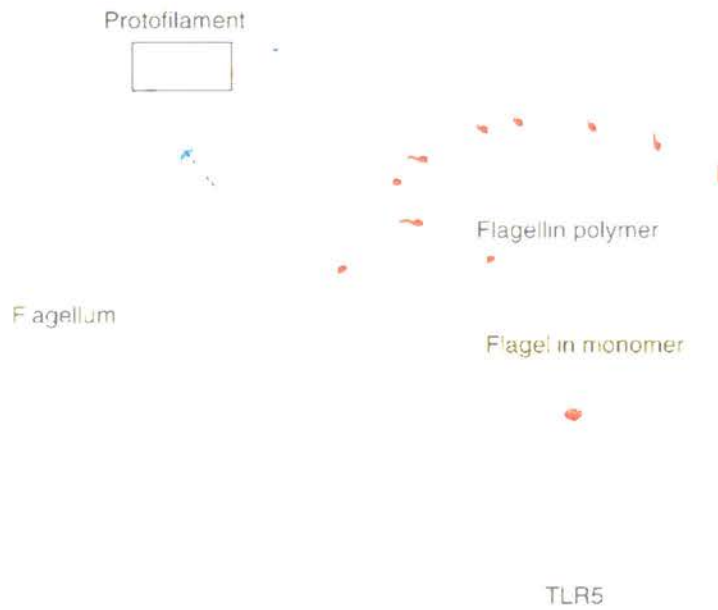 Protofilament
Flagellin polymer
F agellum
Flagel in monomer
TLR5